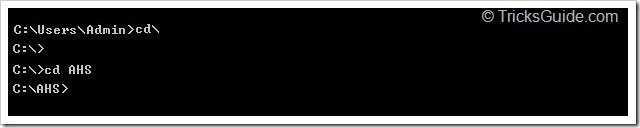 © TricksGuide.com
C:\Users\Admin>cd\
C:\>
C:\>cd AHS
C:\AHS>